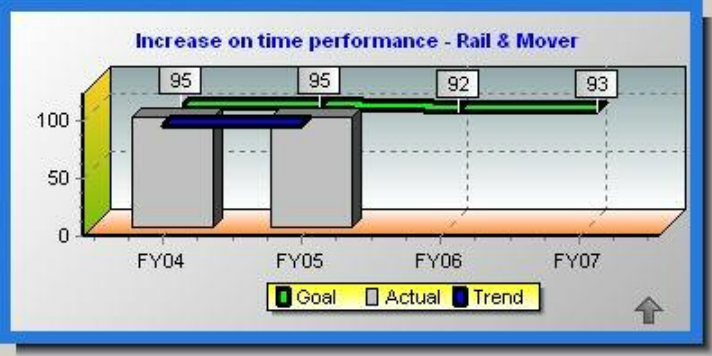 Increase on time performance - Rail & Mover
95 95 92 93
100
50
0
FY04 FY05 FY06 FY07
Goal Actual Trend